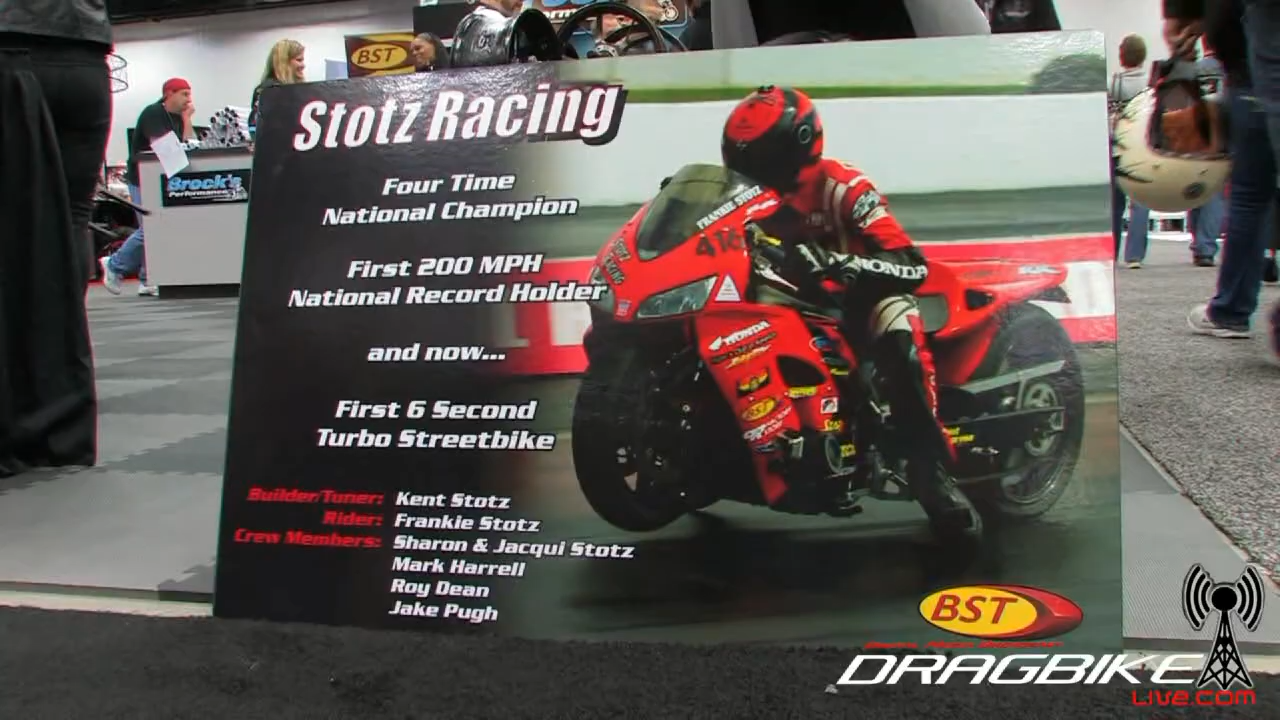 BST
Brock's
Performance
Stotz Racing
Four Time
National Champion
First 200 MPH
National Record Holder
and now...
First 6 Second
Turbo Streetbike
Builder/Tuner: Kent Stotz
Rider: Frankie Stotz
Crew Members: Sharon & Jacqui Stotz
Mark Harrell
Roy Dean
Jake Pugh
FRANKIE STOTZ
HONDA
HONDA
BST
BST
DRAGBIKE
LIVE.COM